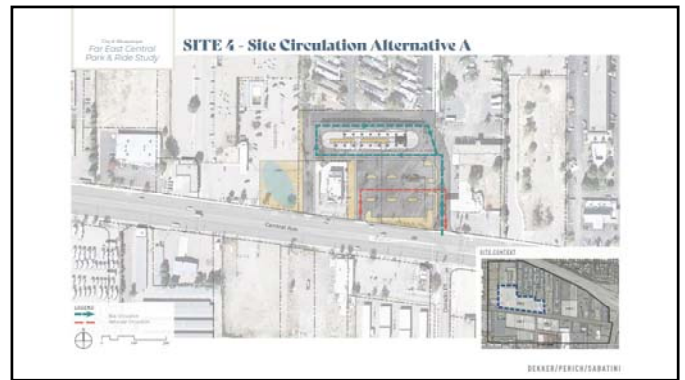 City of Albuquerque
Far East Central
Park & Ride Study
SITE 4 - Site Circulation Alternative A
Central Ave
SITE CONTEXT
LEGEND
Bus Circulation
Vehicular Circulation
DEKKER/PERICH/SABATINI